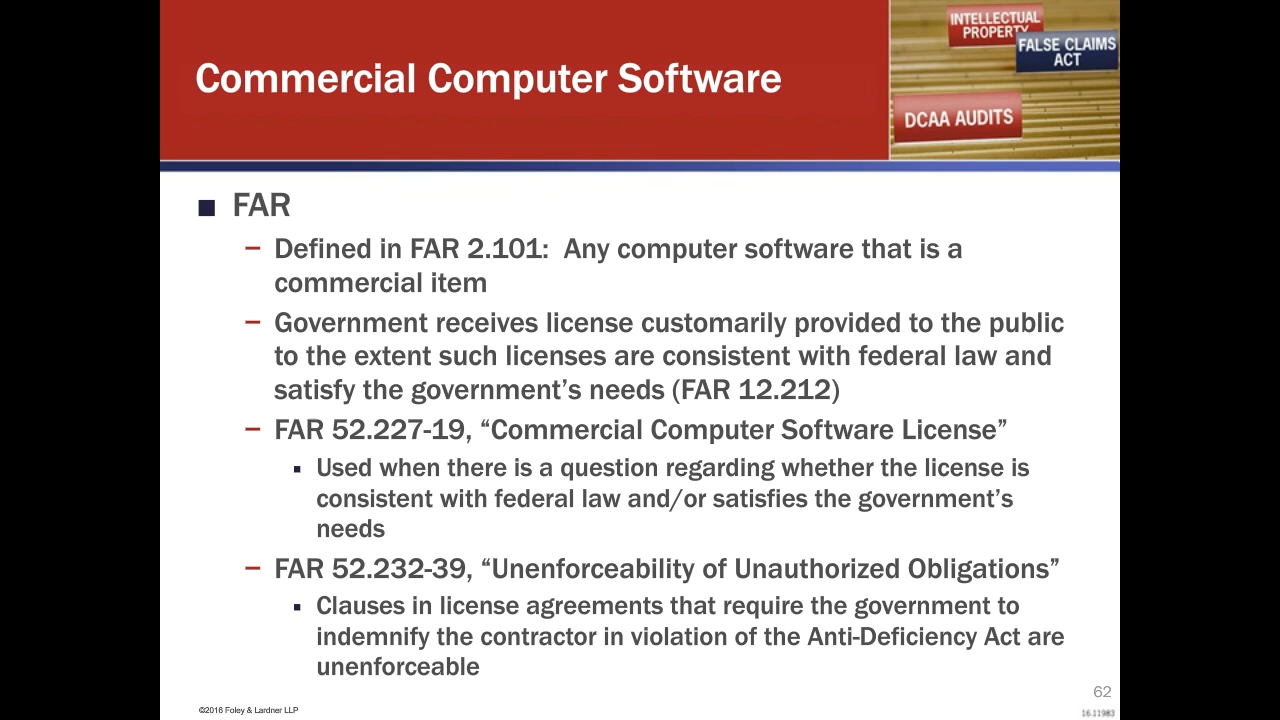 Commercial Computer Software
INTELLECTUAL
PROPERTY
FALSE CLAIMS
ACT
DCAA AUDITS
■ FAR
– Defined in FAR 2.101:  Any computer software that is a
commercial item
– Government receives license customarily provided to the public
to the extent such licenses are consistent with federal law and
satisfy the government’s needs (FAR 12.212)
– FAR 52.227-19, “Commercial Computer Software License”
▪ Used when there is a question regarding whether the license is
consistent with federal law and/or satisfies the government’s
needs
– FAR 52.232-39, “Unenforceability of Unauthorized Obligations”
▪ Clauses in license agreements that require the government to
indemnify the contractor in violation of the Anti-Deficiency Act are
unenforceable
62
©2016 Foley & Lardner LLP
16.11983